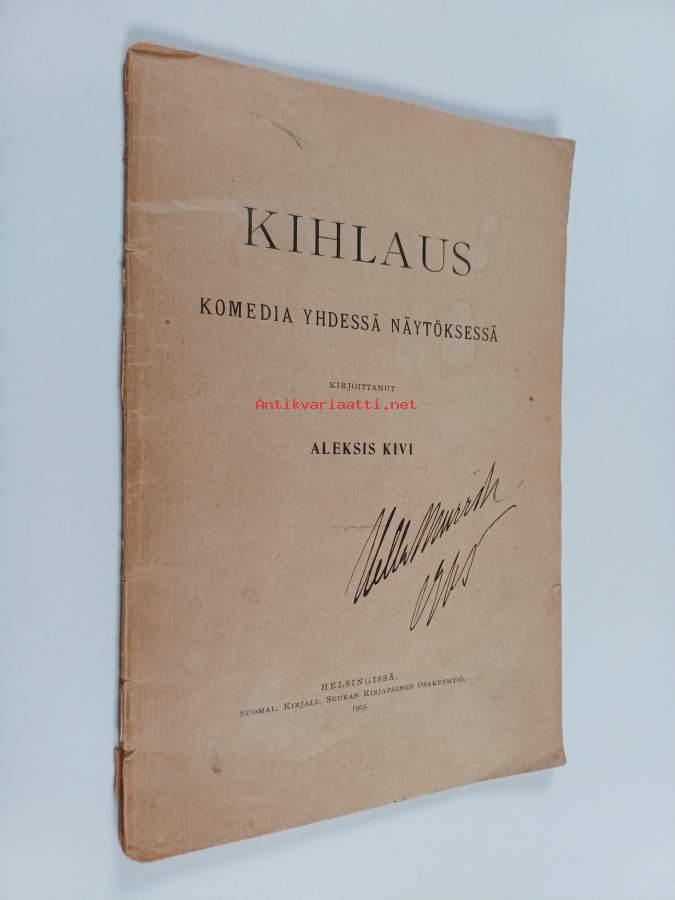 KIHLAUS
KOMEDIA YHDESSÄ NÄYTÖKSESSÄ
KIRJOITTANUT
Antikvariaatti.net
ALEKSIS KIVI
HELSINGISSÄ,
SUOMAL. KIRJALL. SEURAN KIRJAPAINON OSAKEYHTIÖ,
1905.